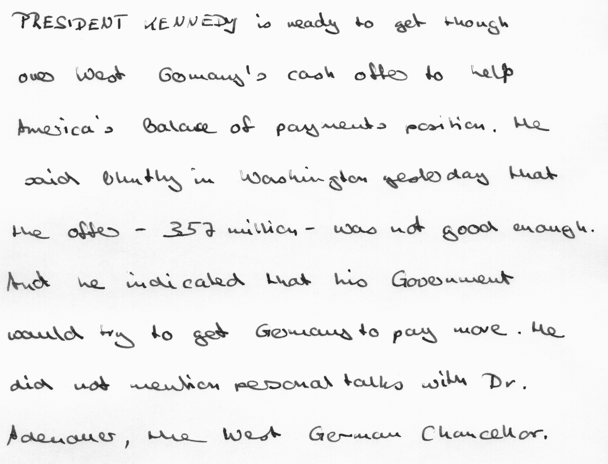 PRESIDENT KENNEDY is ready to get though
over West Germany's cash offer to help
America's Balance of payments position. He
said bluntly in Washington yesterday that
the offer - 357 million - was not good enough.
And he indicated that his Government
would try to get Germany to pay more. He
did not mention personal talks with Dr.
Adenauer, the West German Chancellor.